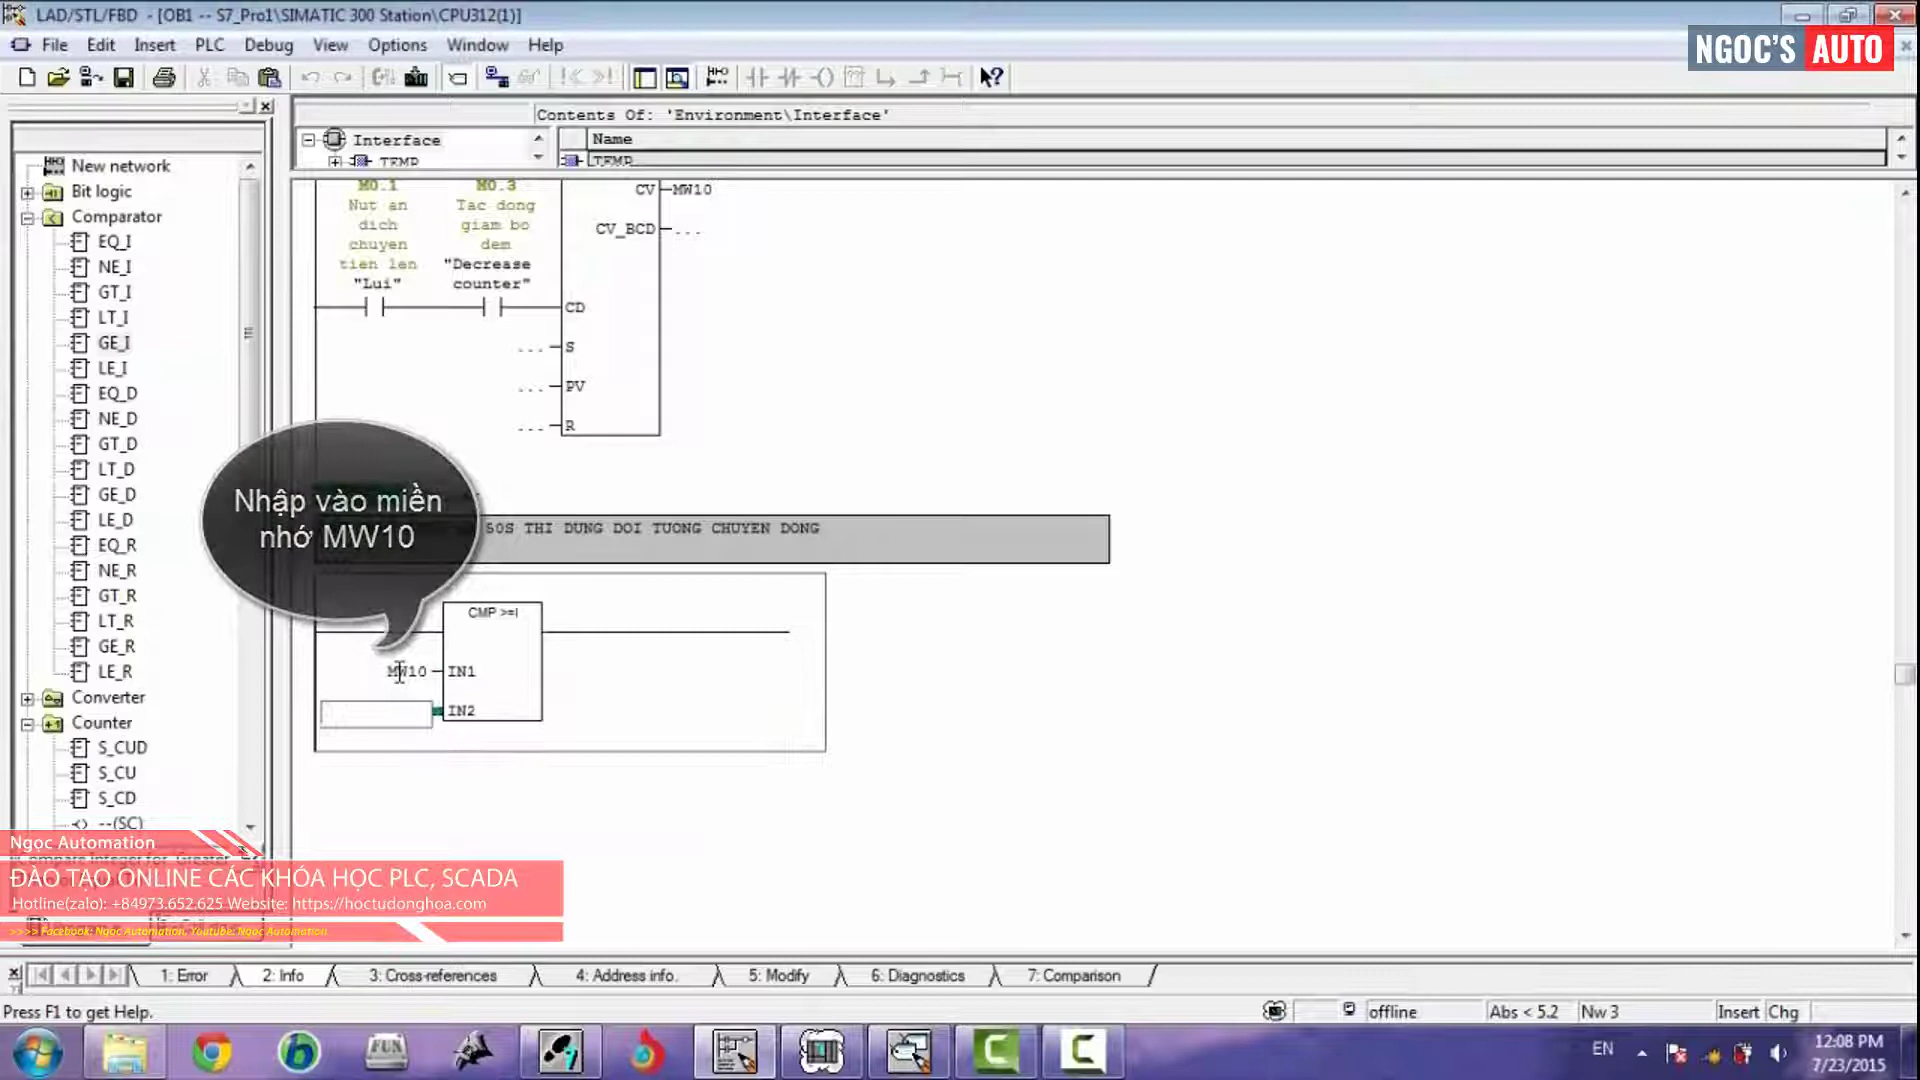 LAD/STL/FBD - [OB1 -- S7_Pro1\SIMATIC 300 Station\CPU312(1)]
File Edit Insert PLC Debug View Options Window Help
NGOC'S AUTO
Contents Of: 'Environment\Interface'
Interface
Name
TEMP
TEMP
New network
Bit logic
Comparator
EQ_I
NE_I
GT_I
LT_I
GE_I
LE_I
EQ_D
NE_D
GT_D
LT_D
GE_D
LE_D
EQ_R
NE_R
GT_R
LT_R
GE_R
LE_R
Converter
Counter
S_CUD
S_CU
S_CD
--(SC)
M0.1
Nut an
dich
chuyen
tien len
"Lui"
M0.3
Tac dong
giam bo
dem
"Decrease
counter"
CV MW10
CV_BCD ...
CD
... S
... PV
... R
Nhập vào miền
nhớ MW10
50S THI DUNG DOI TUONG CHUYEN DONG
CMP >=I
MW10 IN1
IN2
Ngọc Automation
ĐÀO TẠO ONLINE CÁC KHÓA HỌC PLC, SCADA
Hotline(zalo): +84973.652.625 Website: https://hoctudonghoa.com
>>>> Facebook: Ngọc Automation, Youtube: Ngọc Automation
1: Error 2: Info 3: Cross-references 4: Address info. 5: Modify 6: Diagnostics 7: Comparison
Press F1 to get Help.
offline Abs < 5.2 Nw 3 Insert Chg
FUN
EN
12:08 PM
7/23/2015